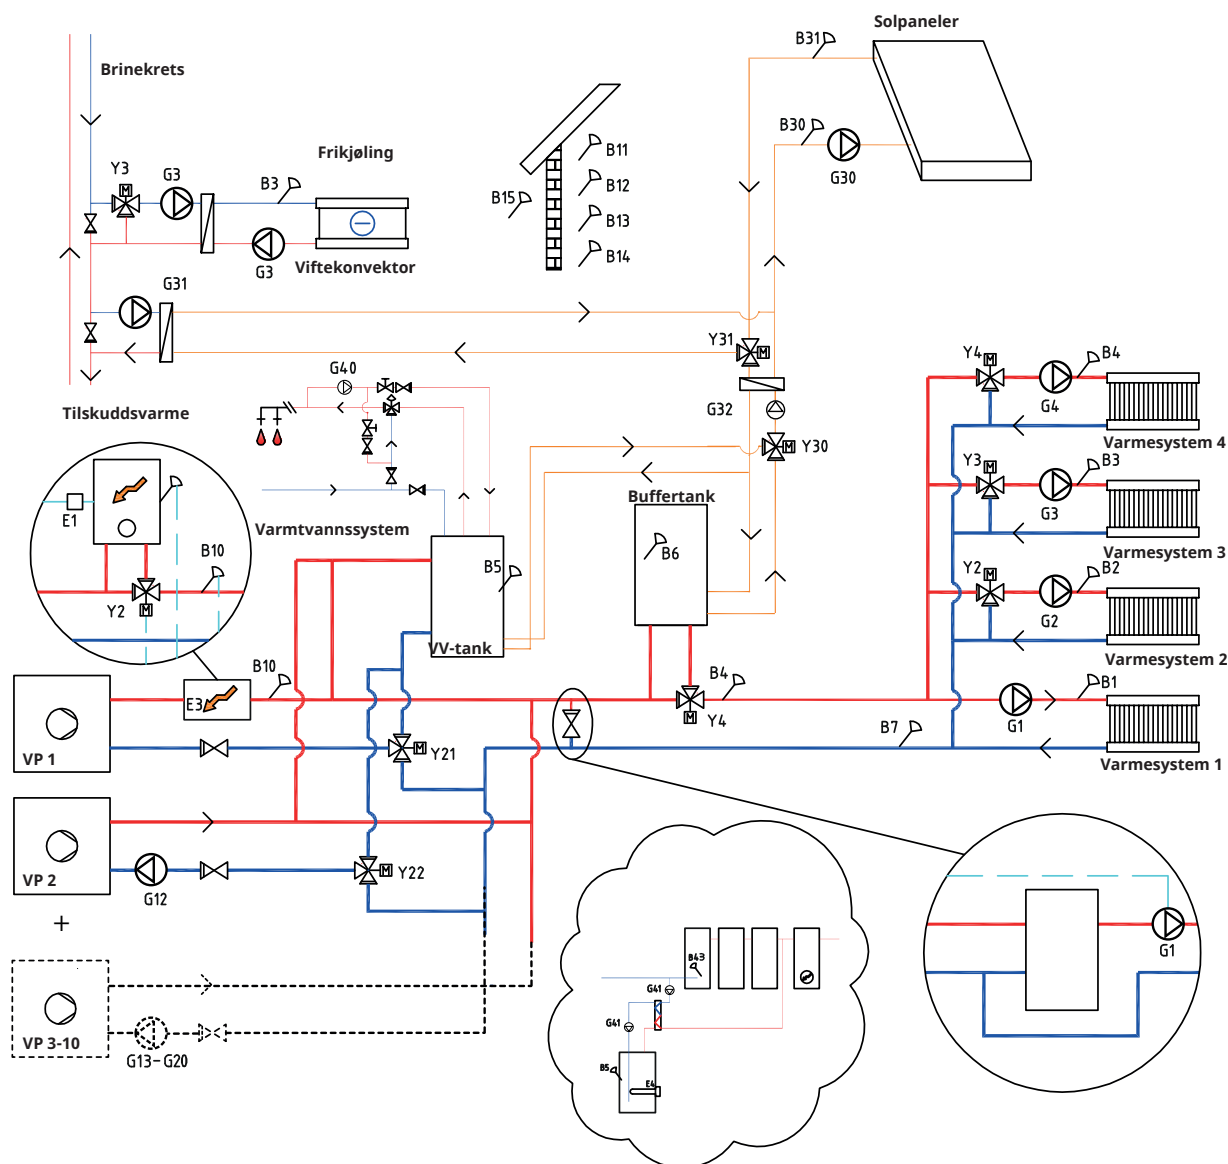 Solpaneler
B31
Brinekrets
B30
G30
Frikjøling
Y3
G3
B3
B11
B12
B15
B13
B14
G3
Viftekonvektor
G31
Y31
G40
G32
Y4
B4
G4
Varmesystem 4
Tilskuddsvarme
Y30
Y3
B3
G3
Varmesystem 3
E1
Buffertank
Varmtvannssystem
B10
B6
B5
Y2
Y2
B2
G2
Varmesystem 2
VV-tank
B10
E3
B4
Y4
B1
G1
B7
Varmesystem 1
VP 1
Y21
VP 2
G12
Y22
+
G1
B43
G41
G41
VP 3-10
G13-G20
B5
E4